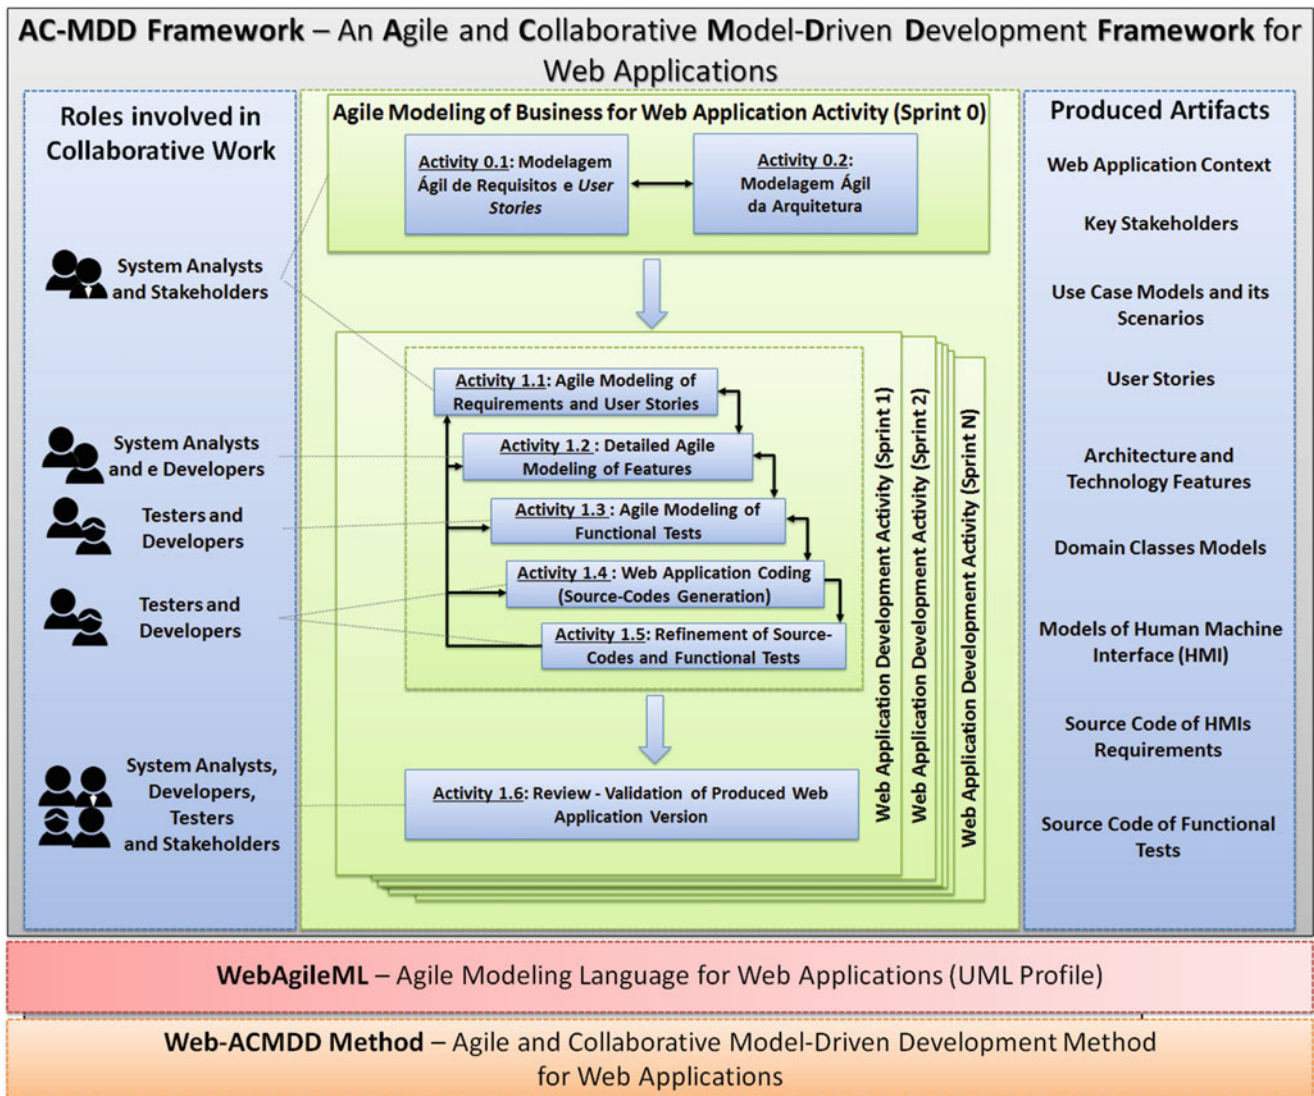 AC-MDD Framework – An Agile and Collaborative Model-Driven Development Framework for
Web Applications
Roles involved in
Collaborative Work
System Analysts
and Stakeholders
System Analysts
and e Developers
Testers and
Developers
Testers and
Developers
System Analysts,
Developers,
Testers
and Stakeholders
Agile Modeling of Business for Web Application Activity (Sprint 0)
Activity 0.1: Modelagem
Ágil de Requisitos e User
Stories
Activity 0.2:
Modelagem Ágil
da Arquitetura
Activity 1.1: Agile Modeling of
Requirements and User Stories
Activity 1.2 : Detailed Agile
Modeling of Features
Activity 1.3 : Agile Modeling of
Functional Tests
Activity 1.4 : Web Application Coding
(Source-Codes Generation)
Activity 1.5: Refinement of Source-
Codes and Functional Tests
Activity 1.6: Review - Validation of Produced Web
Application Version
Web Application Development Activity (Sprint 1)
Web Application Development Activity (Sprint 2)
Web Application Development Activity (Sprint N)
Produced Artifacts
Web Application Context
Key Stakeholders
Use Case Models and its
Scenarios
User Stories
Architecture and
Technology Features
Domain Classes Models
Models of Human Machine
Interface (HMI)
Source Code of HMIs
Requirements
Source Code of Functional
Tests
WebAgileML – Agile Modeling Language for Web Applications (UML Profile)
Web-ACMDD Method – Agile and Collaborative Model-Driven Development Method
for Web Applications